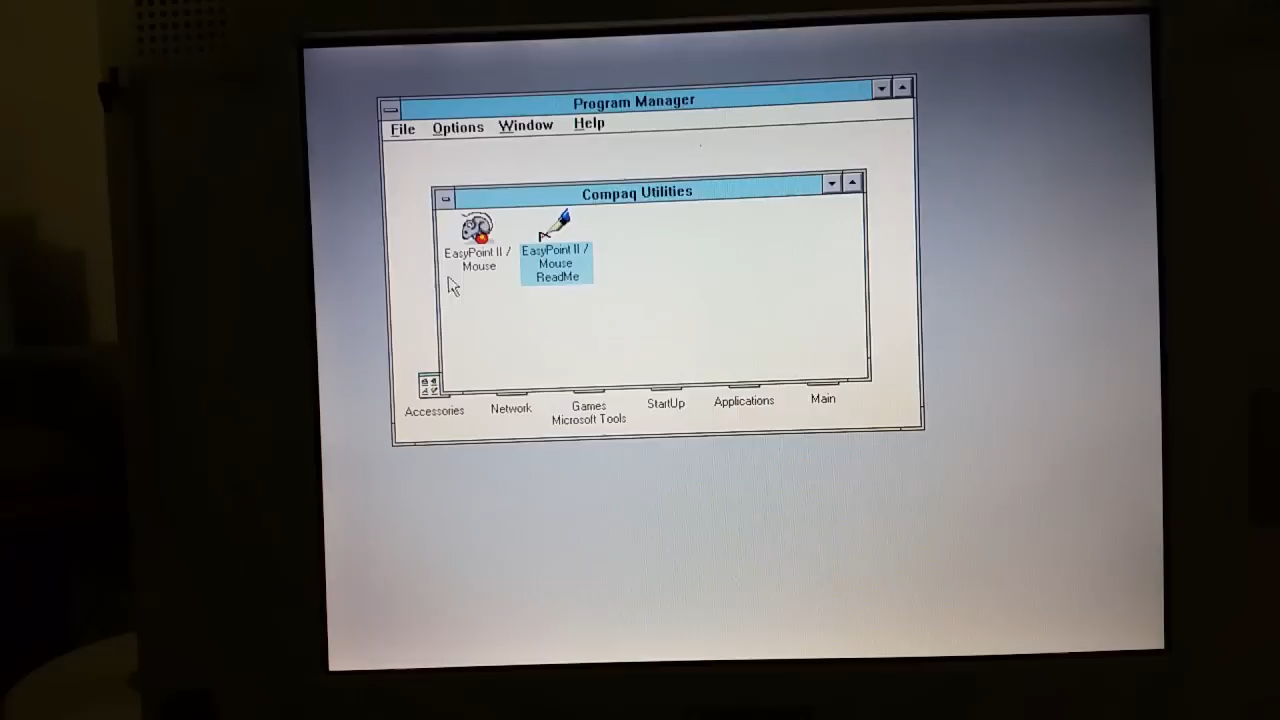 Program Manager
File Options Window Help
Compaq Utilities
EasyPoint II /
Mouse
EasyPoint II /
Mouse
ReadMe
Accessories
Network
Games
Microsoft Tools
StartUp
Applications
Main